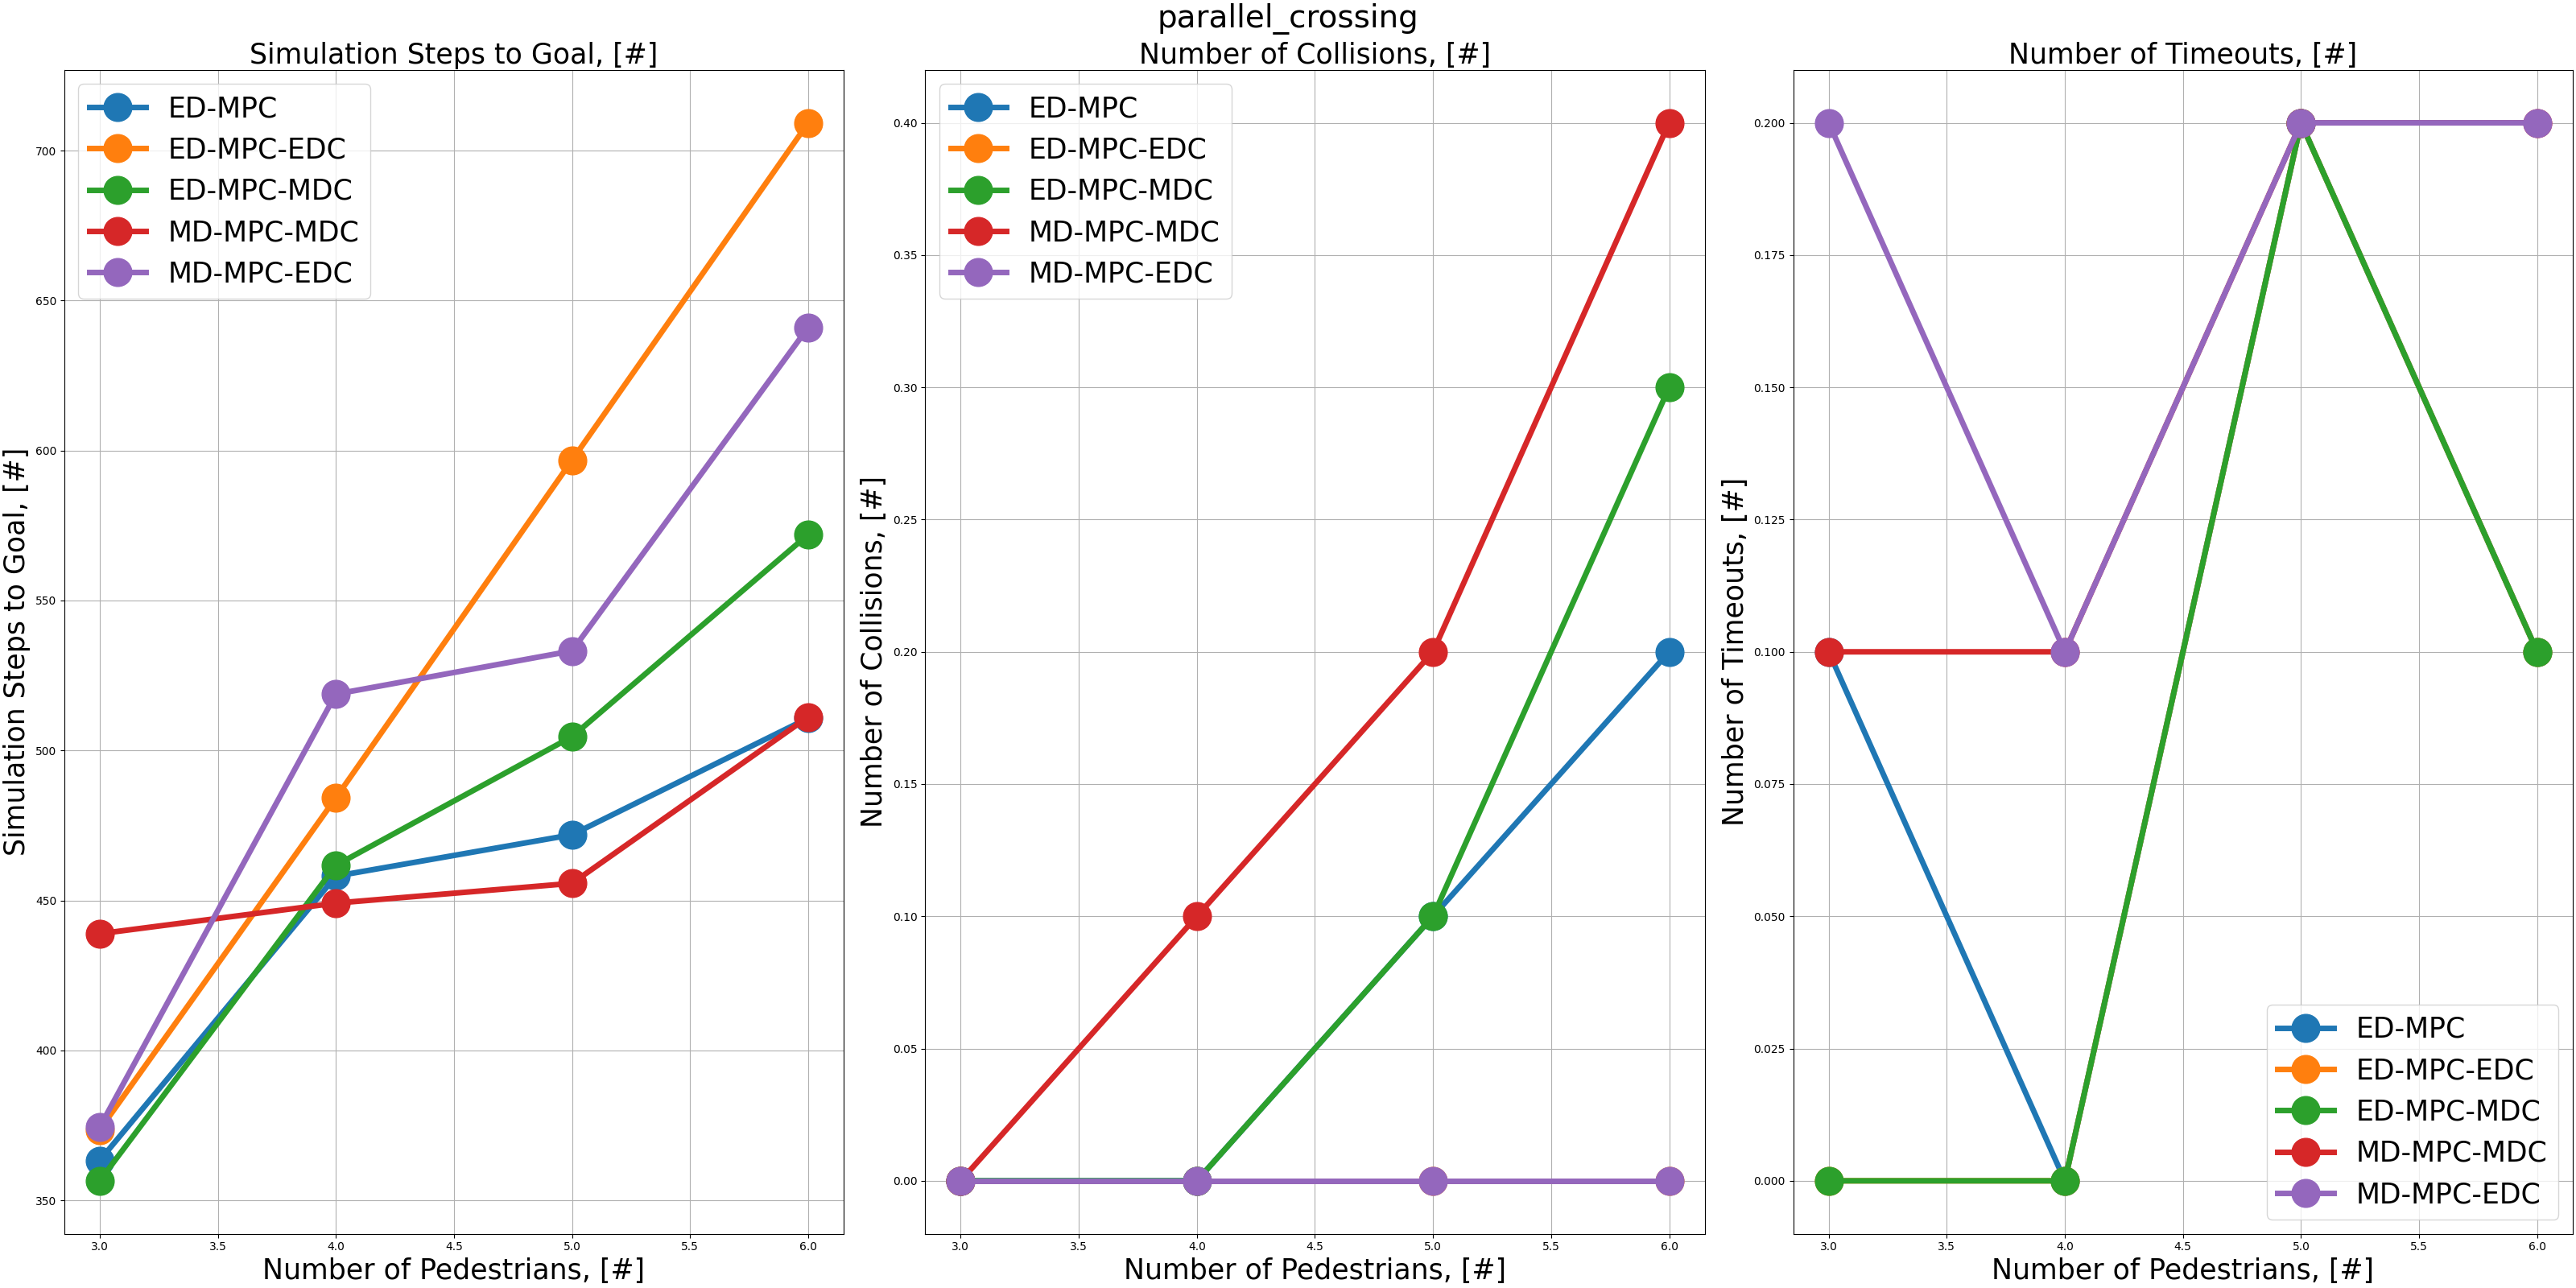 parallel_crossing
Simulation Steps to Goal, [#]
Simulation Steps to Goal, [#]
700
650
600
550
500
450
400
350
ED-MPC
ED-MPC-EDC
ED-MPC-MDC
MD-MPC-MDC
MD-MPC-EDC
3.0 3.5 4.0 4.5 5.0 5.5 6.0
Number of Pedestrians, [#]
Number of Collisions, [#]
Number of Collisions, [#]
0.40
0.35
0.30
0.25
0.20
0.15
0.10
0.05
0.00
ED-MPC
ED-MPC-EDC
ED-MPC-MDC
MD-MPC-MDC
MD-MPC-EDC
3.0 3.5 4.0 4.5 5.0 5.5 6.0
Number of Pedestrians, [#]
Number of Timeouts, [#]
Number of Timeouts, [#]
0.200
0.175
0.150
0.125
0.100
0.075
0.050
0.025
0.000
ED-MPC
ED-MPC-EDC
ED-MPC-MDC
MD-MPC-MDC
MD-MPC-EDC
3.0 3.5 4.0 4.5 5.0 5.5 6.0
Number of Pedestrians, [#]